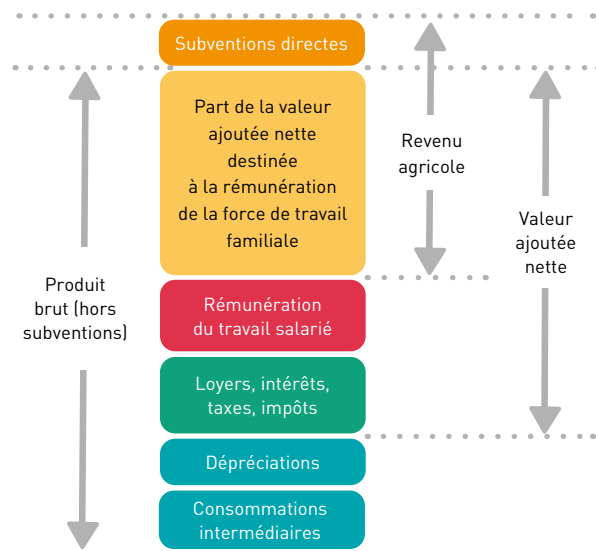 Subventions directes
Part de la valeur
ajoutée nette
destinée
à la rémunération
de la force de travail
familiale
Revenu
agricole
Valeur
ajoutée
nette
Produit
brut (hors
subventions)
Rémunération
du travail salarié
Loyers, intérêts,
taxes, impôts
Dépréciations
Consommations
intermédiaires